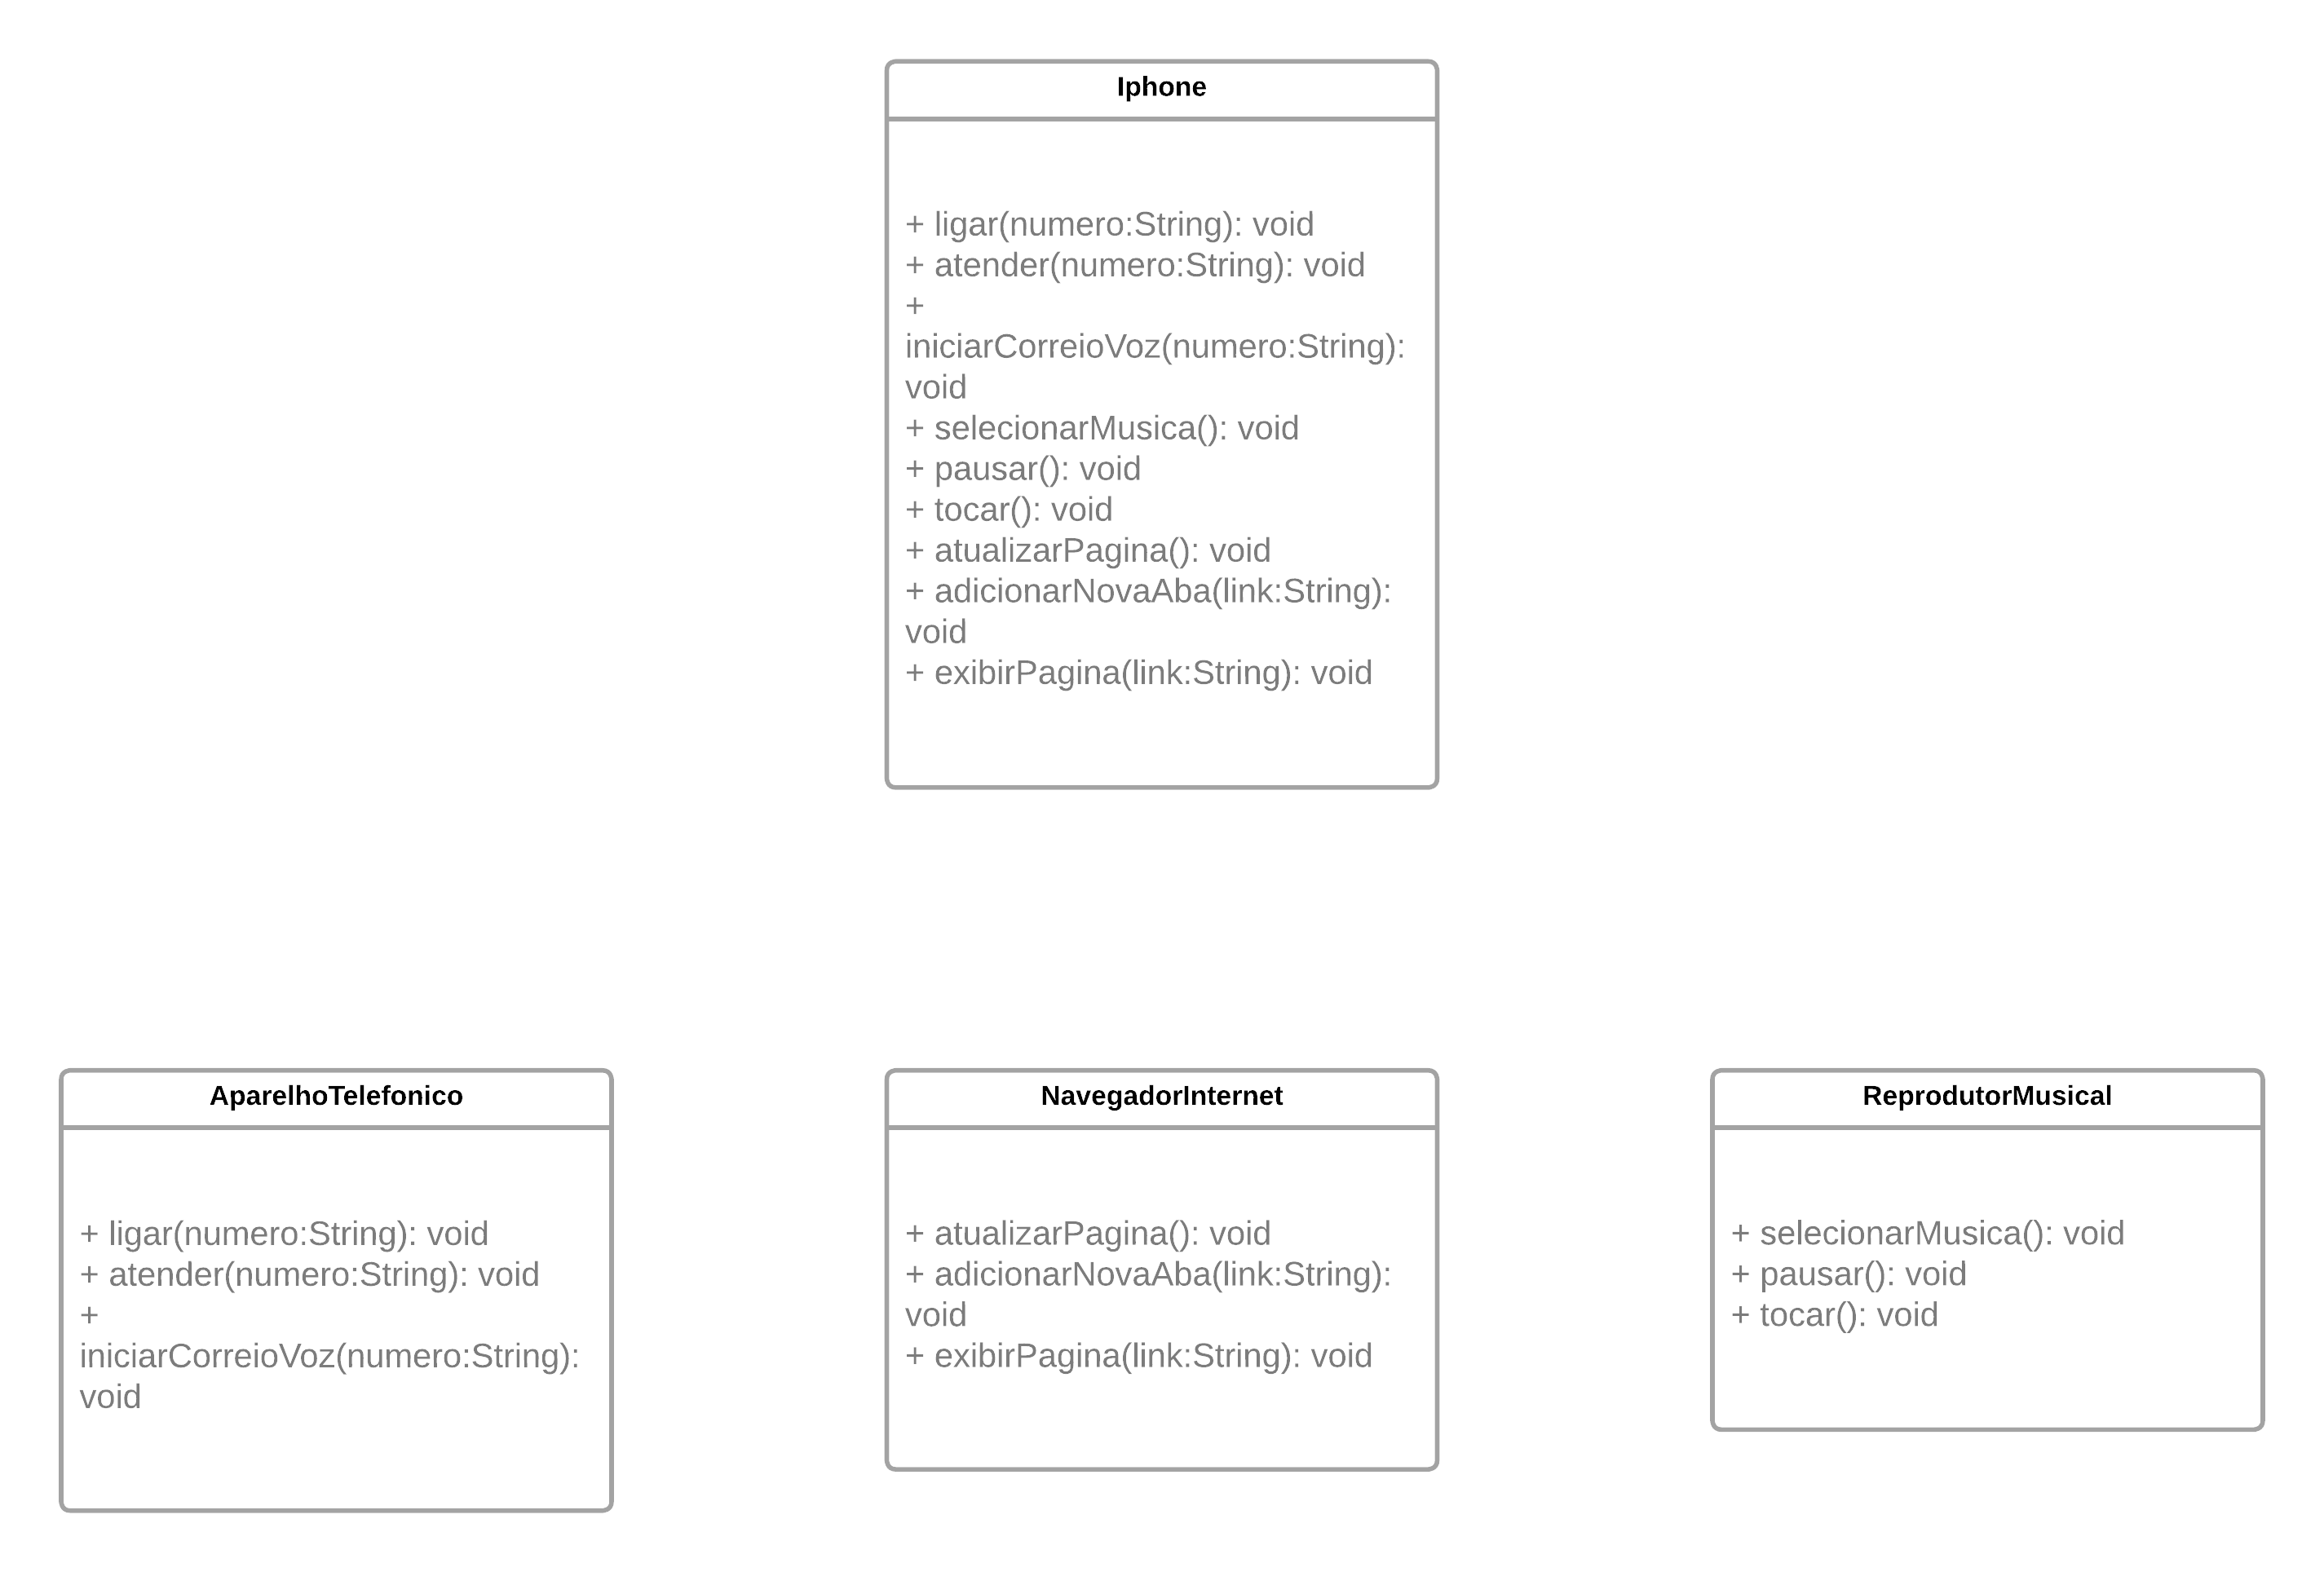 Iphone
+ ligar(numero:String): void
+ atender(numero:String): void
+
iniciarCorreioVoz(numero:String):
void
+ selecionarMusica(): void
+ pausar(): void
+ tocar(): void
+ atualizarPagina(): void
+ adicionarNovaAba(link:String):
void
+ exibirPagina(link:String): void
AparelhoTelefonico
+ ligar(numero:String): void
+ atender(numero:String): void
+
iniciarCorreioVoz(numero:String):
void
NavegadorInternet
+ atualizarPagina(): void
+ adicionarNovaAba(link:String):
void
+ exibirPagina(link:String): void
ReprodutorMusical
+ selecionarMusica(): void
+ pausar(): void
+ tocar(): void